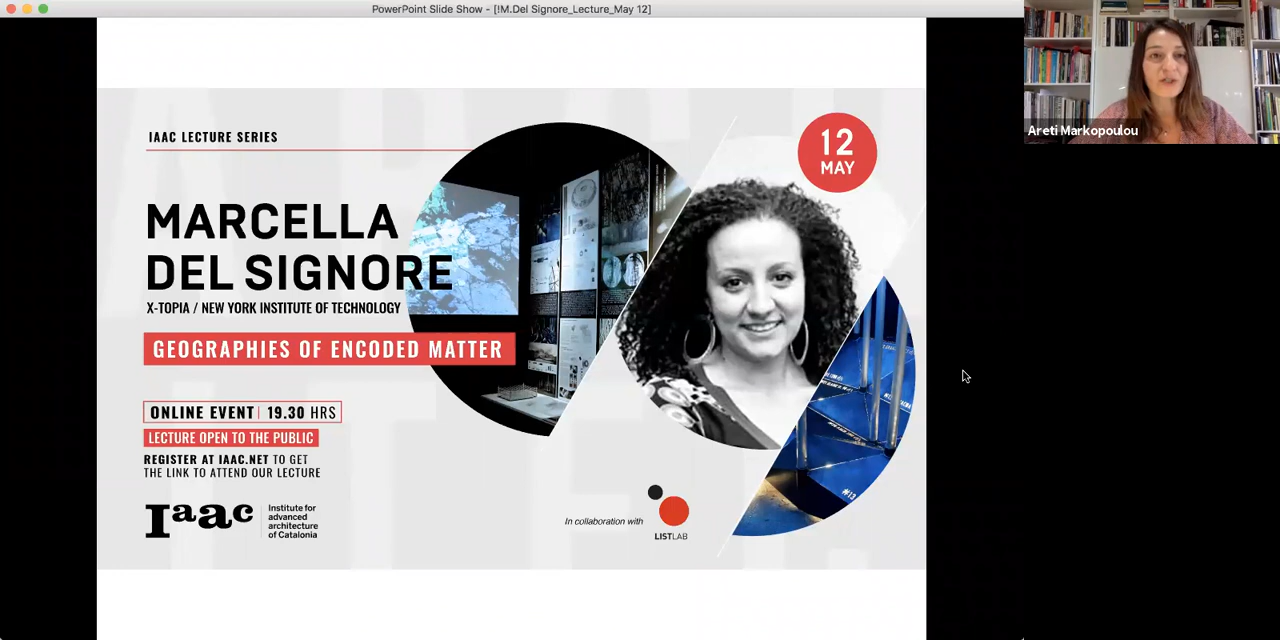 PowerPoint Slide Show - [!M.Del Signore_Lecture_May 12]
Areti Markopoulou
IAAC LECTURE SERIES
12
MAY
MARCELLA
DEL SIGNORE
X-TOPIA / NEW YORK INSTITUTE OF TECHNOLOGY
GEOGRAPHIES OF ENCODED MATTER
ONLINE EVENT | 19.30 HRS
LECTURE OPEN TO THE PUBLIC
REGISTER AT IAAC.NET TO GET
THE LINK TO ATTEND OUR LECTURE
Iaac
Institute for
advanced
architecture
of Catalonia
In collaboration with
LISTLAB
#13